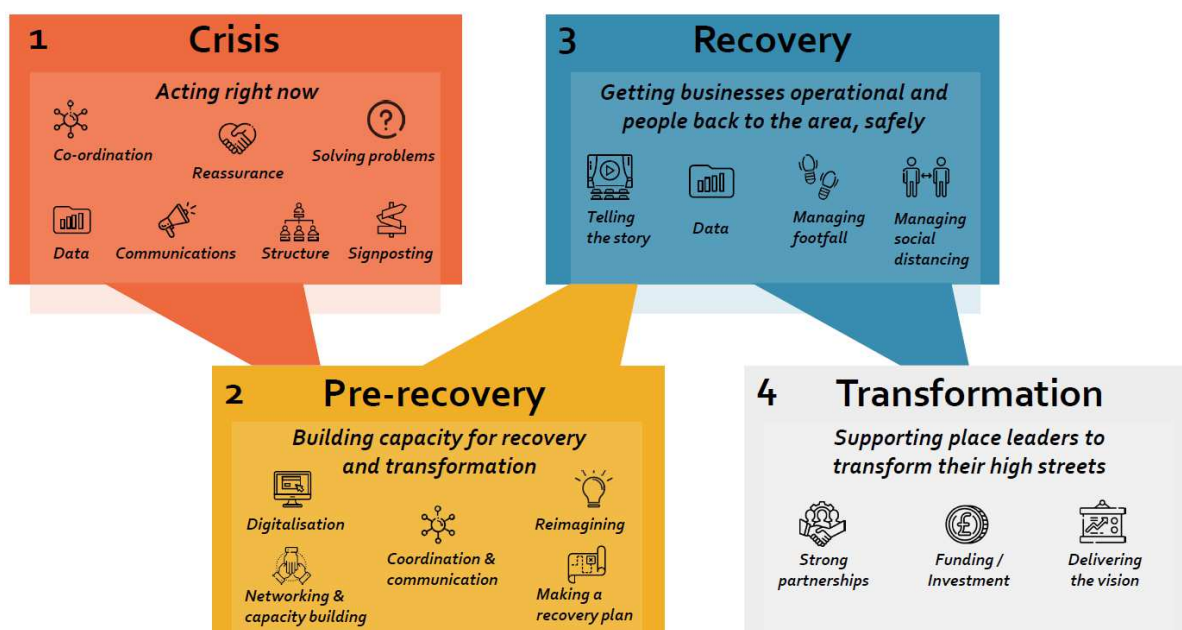 1 Crisis
Acting right now
Co-ordination
Reassurance
Solving problems
Data
Communications
Structure
Signposting
2 Pre-recovery
Building capacity for recovery
and transformation
Digitalisation
Coordination &
communication
Reimagining
Networking &
capacity building
Making a
recovery plan
3 Recovery
Getting businesses operational and
people back to the area, safely
Telling
the story
Data
Managing
footfall
Managing
social
distancing
4 Transformation
Supporting place leaders to
transform their high streets
Strong
partnerships
Funding /
Investment
Delivering
the vision